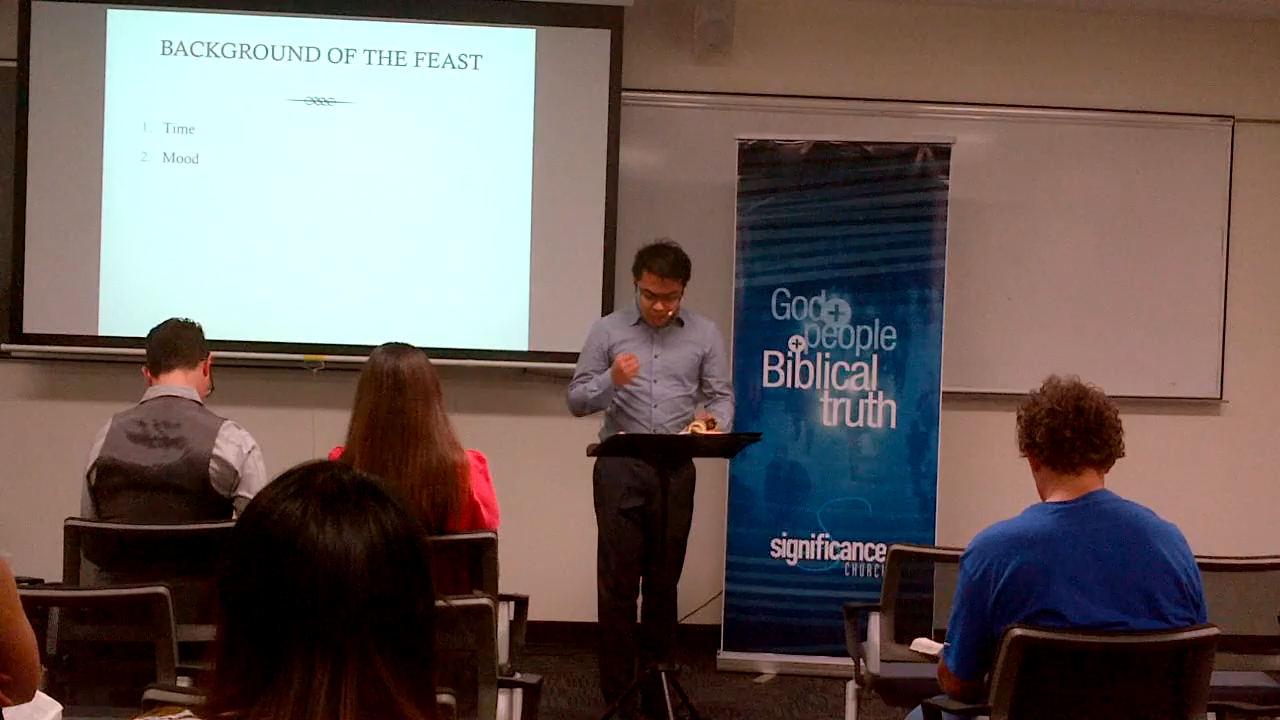 BACKGROUND OF THE FEAST
1. Time
2. Mood
God+
+people
Biblical
truth
significance
CHURCH